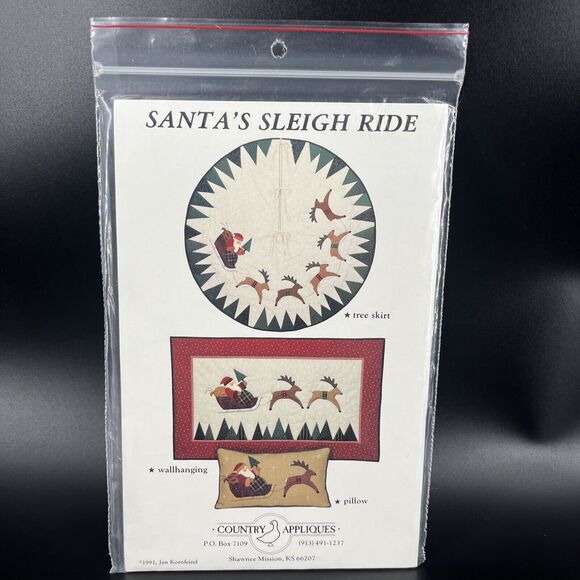 SANTA'S SLEIGH RIDE
★ tree skirt
★ wallhanging
★ pillow
· COUNTRY APPLIQUES ·
P.O. Box 7109 (913) 491-1237
Shawnee Mission, KS 66207
©1991, Jan Kornfeind